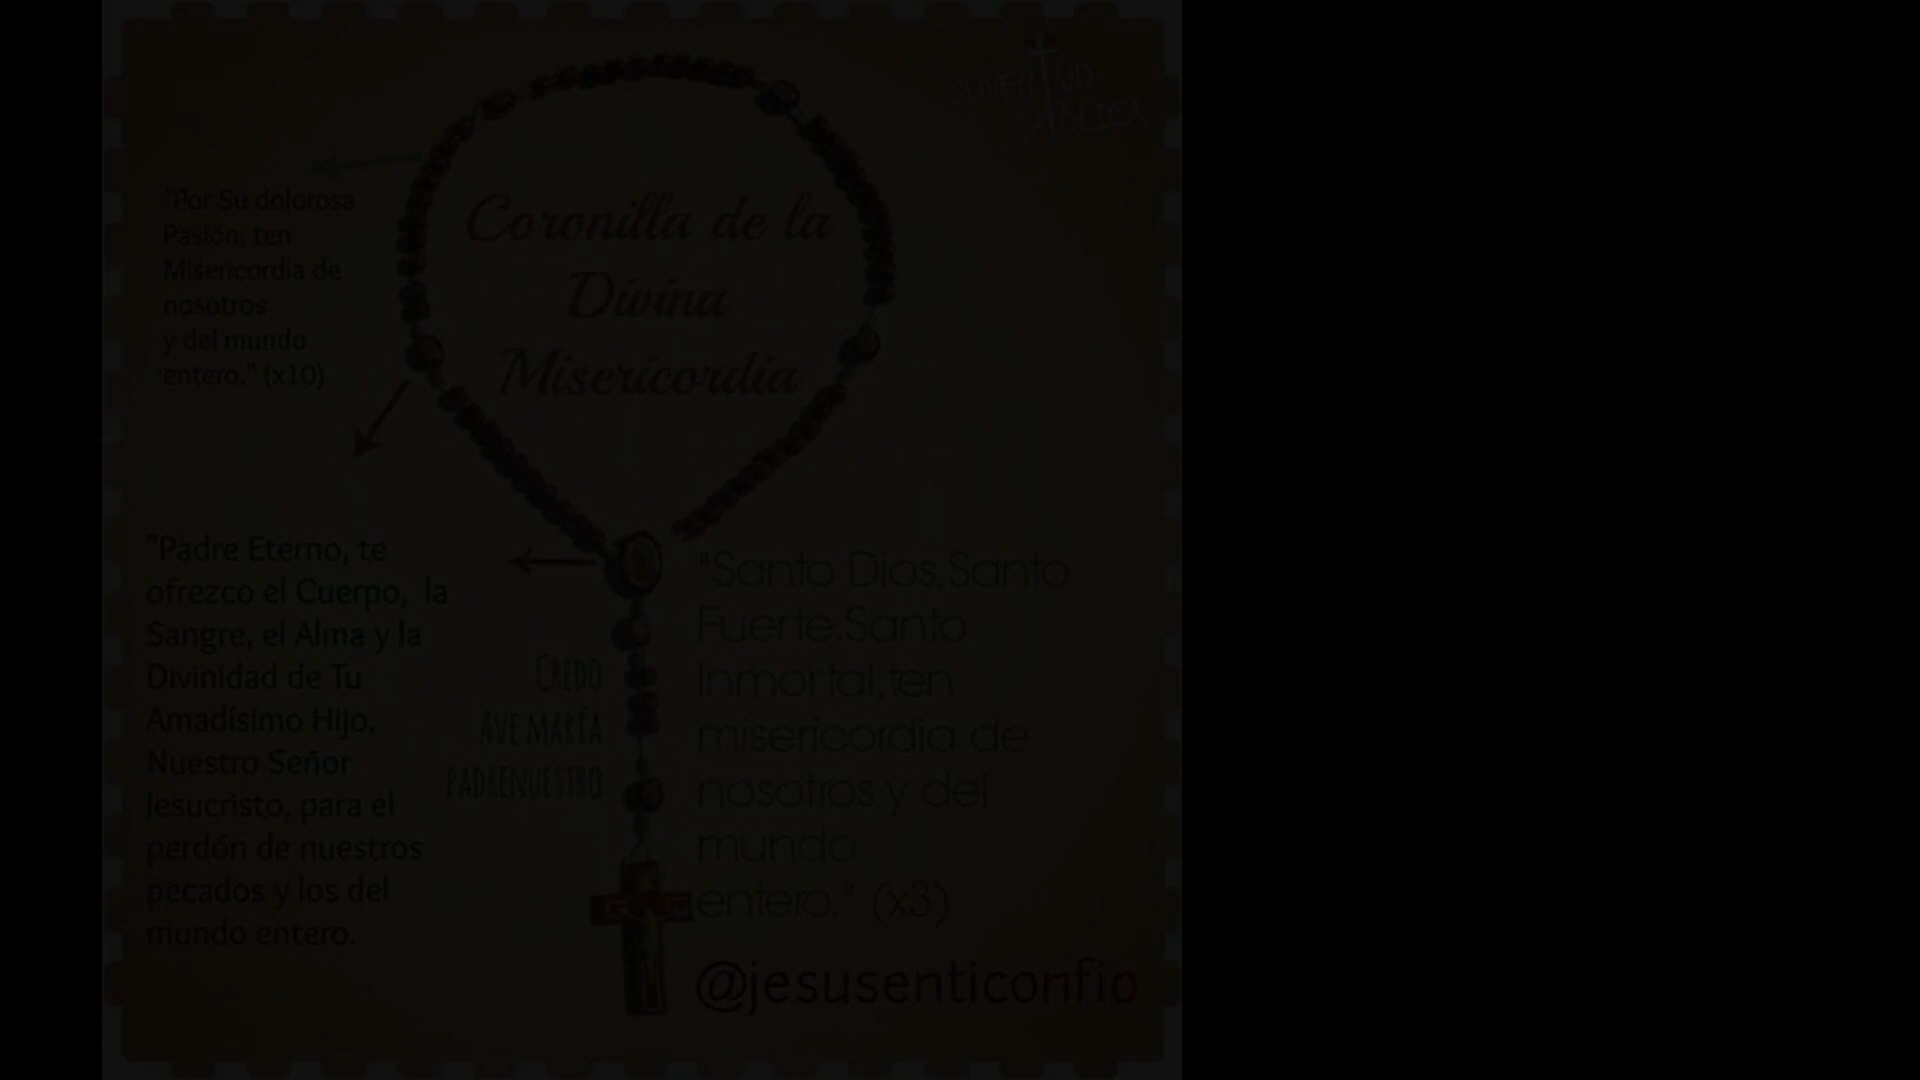 JUVENTUD
CATÓLICA
Coronilla de la
Divina
Misericordia
"Por Su dolorosa
Pasión, ten
Misericordia de
nosotros
y del mundo
entero." (x10)
"Padre Eterno, te
ofrezco el Cuerpo, la
Sangre, el Alma y la
Divinidad de Tu
Amadísimo Hijo,
Nuestro Señor
Jesucristo, para el
perdón de nuestros
pecados y los del
mundo entero.
CREDO
AVE MARÍA
PADRENUESTRO
"Santo Dios,Santo
Fuerte.Santo
Inmortal,ten
misericordia de
nosotros y del
mundo
entero." (x3)
@jesusenticonfio